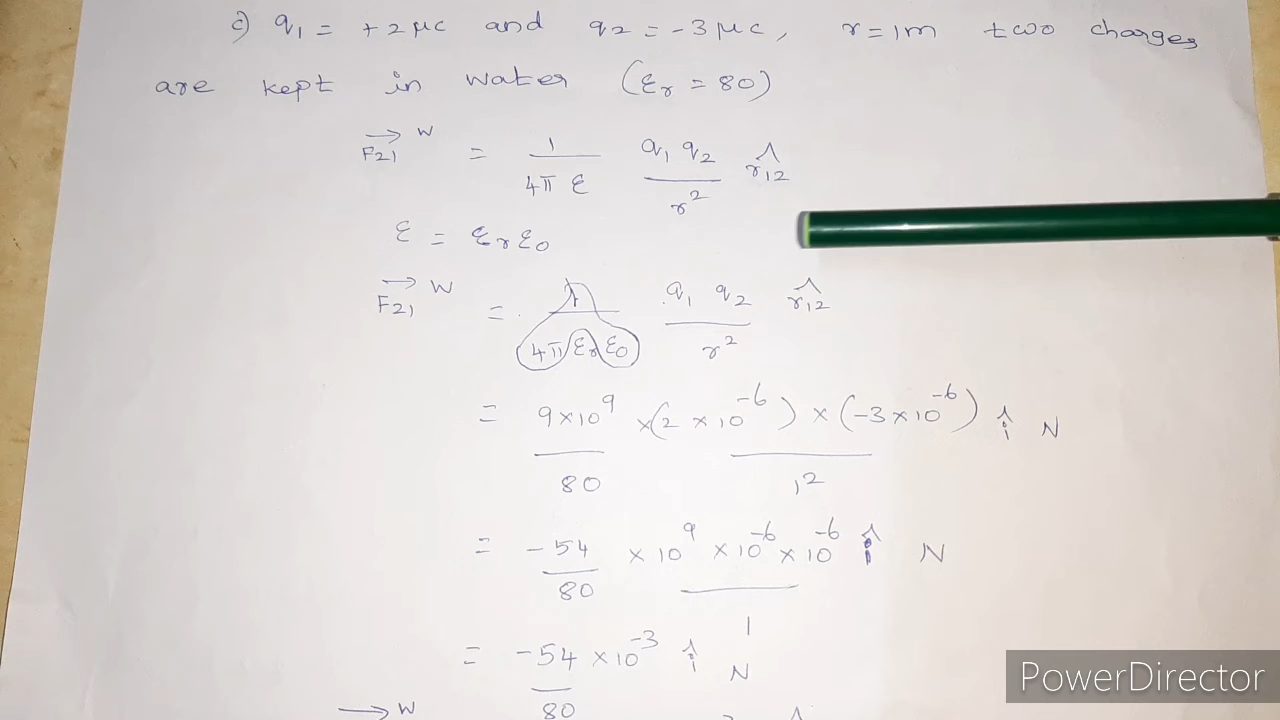 c) q1 = +2μc and q2 = -3μc, r=1m two charges
are kept in water (εr = 80)
F21→ W = 1/4π ε q1 q2/r² r̂12
ε = εr ε0
F21→ W = 1/4π εr ε0 q1 q2/r² r̂12
= 9×10⁹/80 ×(2 ×10⁻⁶) × (-3×10⁻⁶)/1² î N
= -54/80 × 10⁹ × 10⁻⁶ × 10⁻⁶/1 î N
= -54/80 ×10⁻³ î N
→ W
PowerDirector